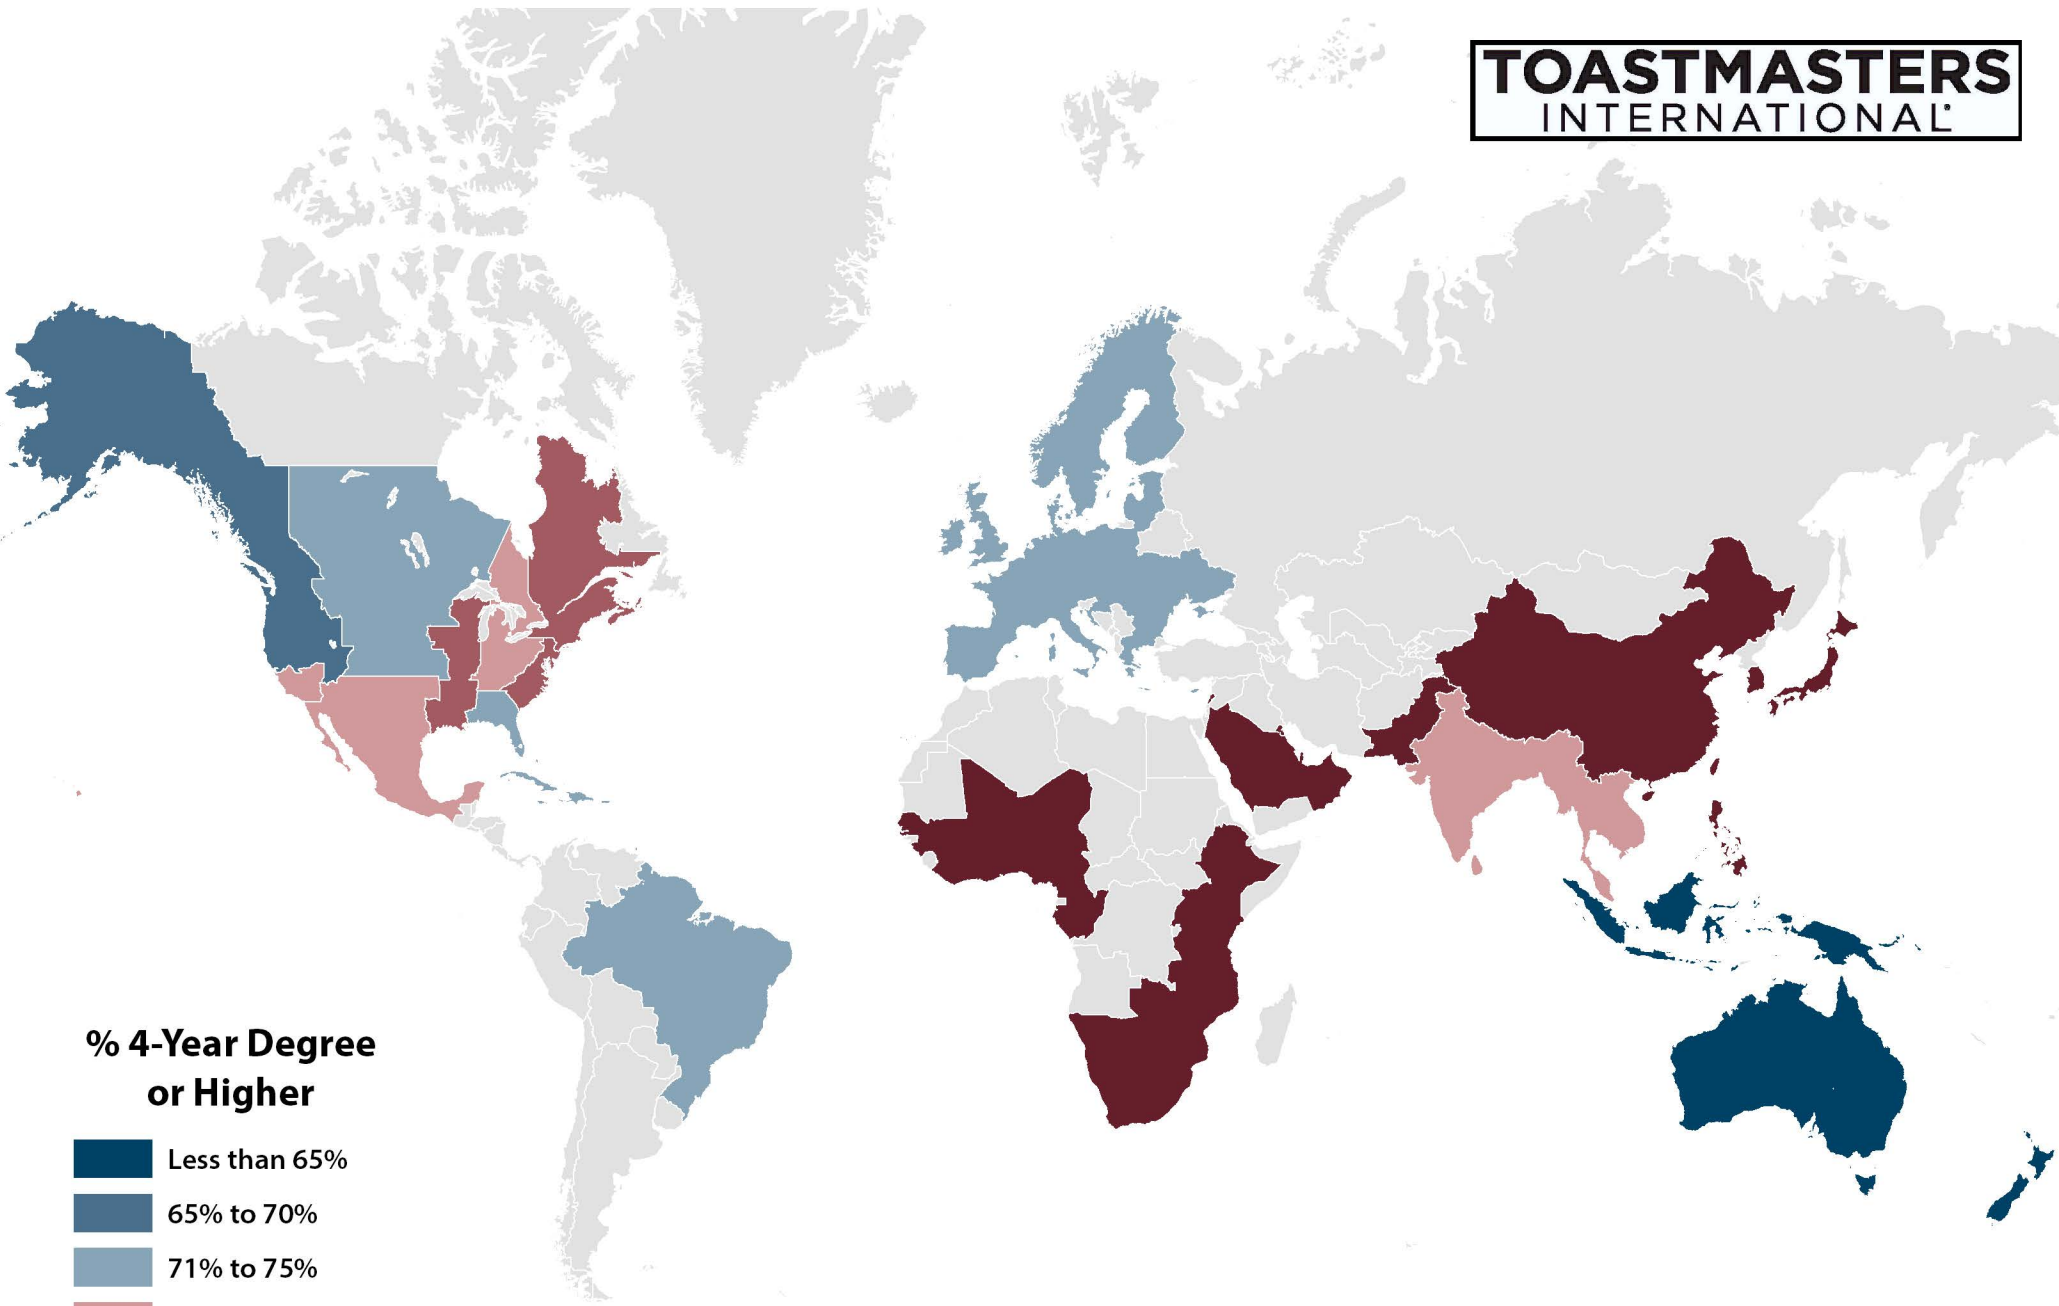 TOASTMASTERS
INTERNATIONAL®
% 4-Year Degree
or Higher
Less than 65%
65% to 70%
71% to 75%